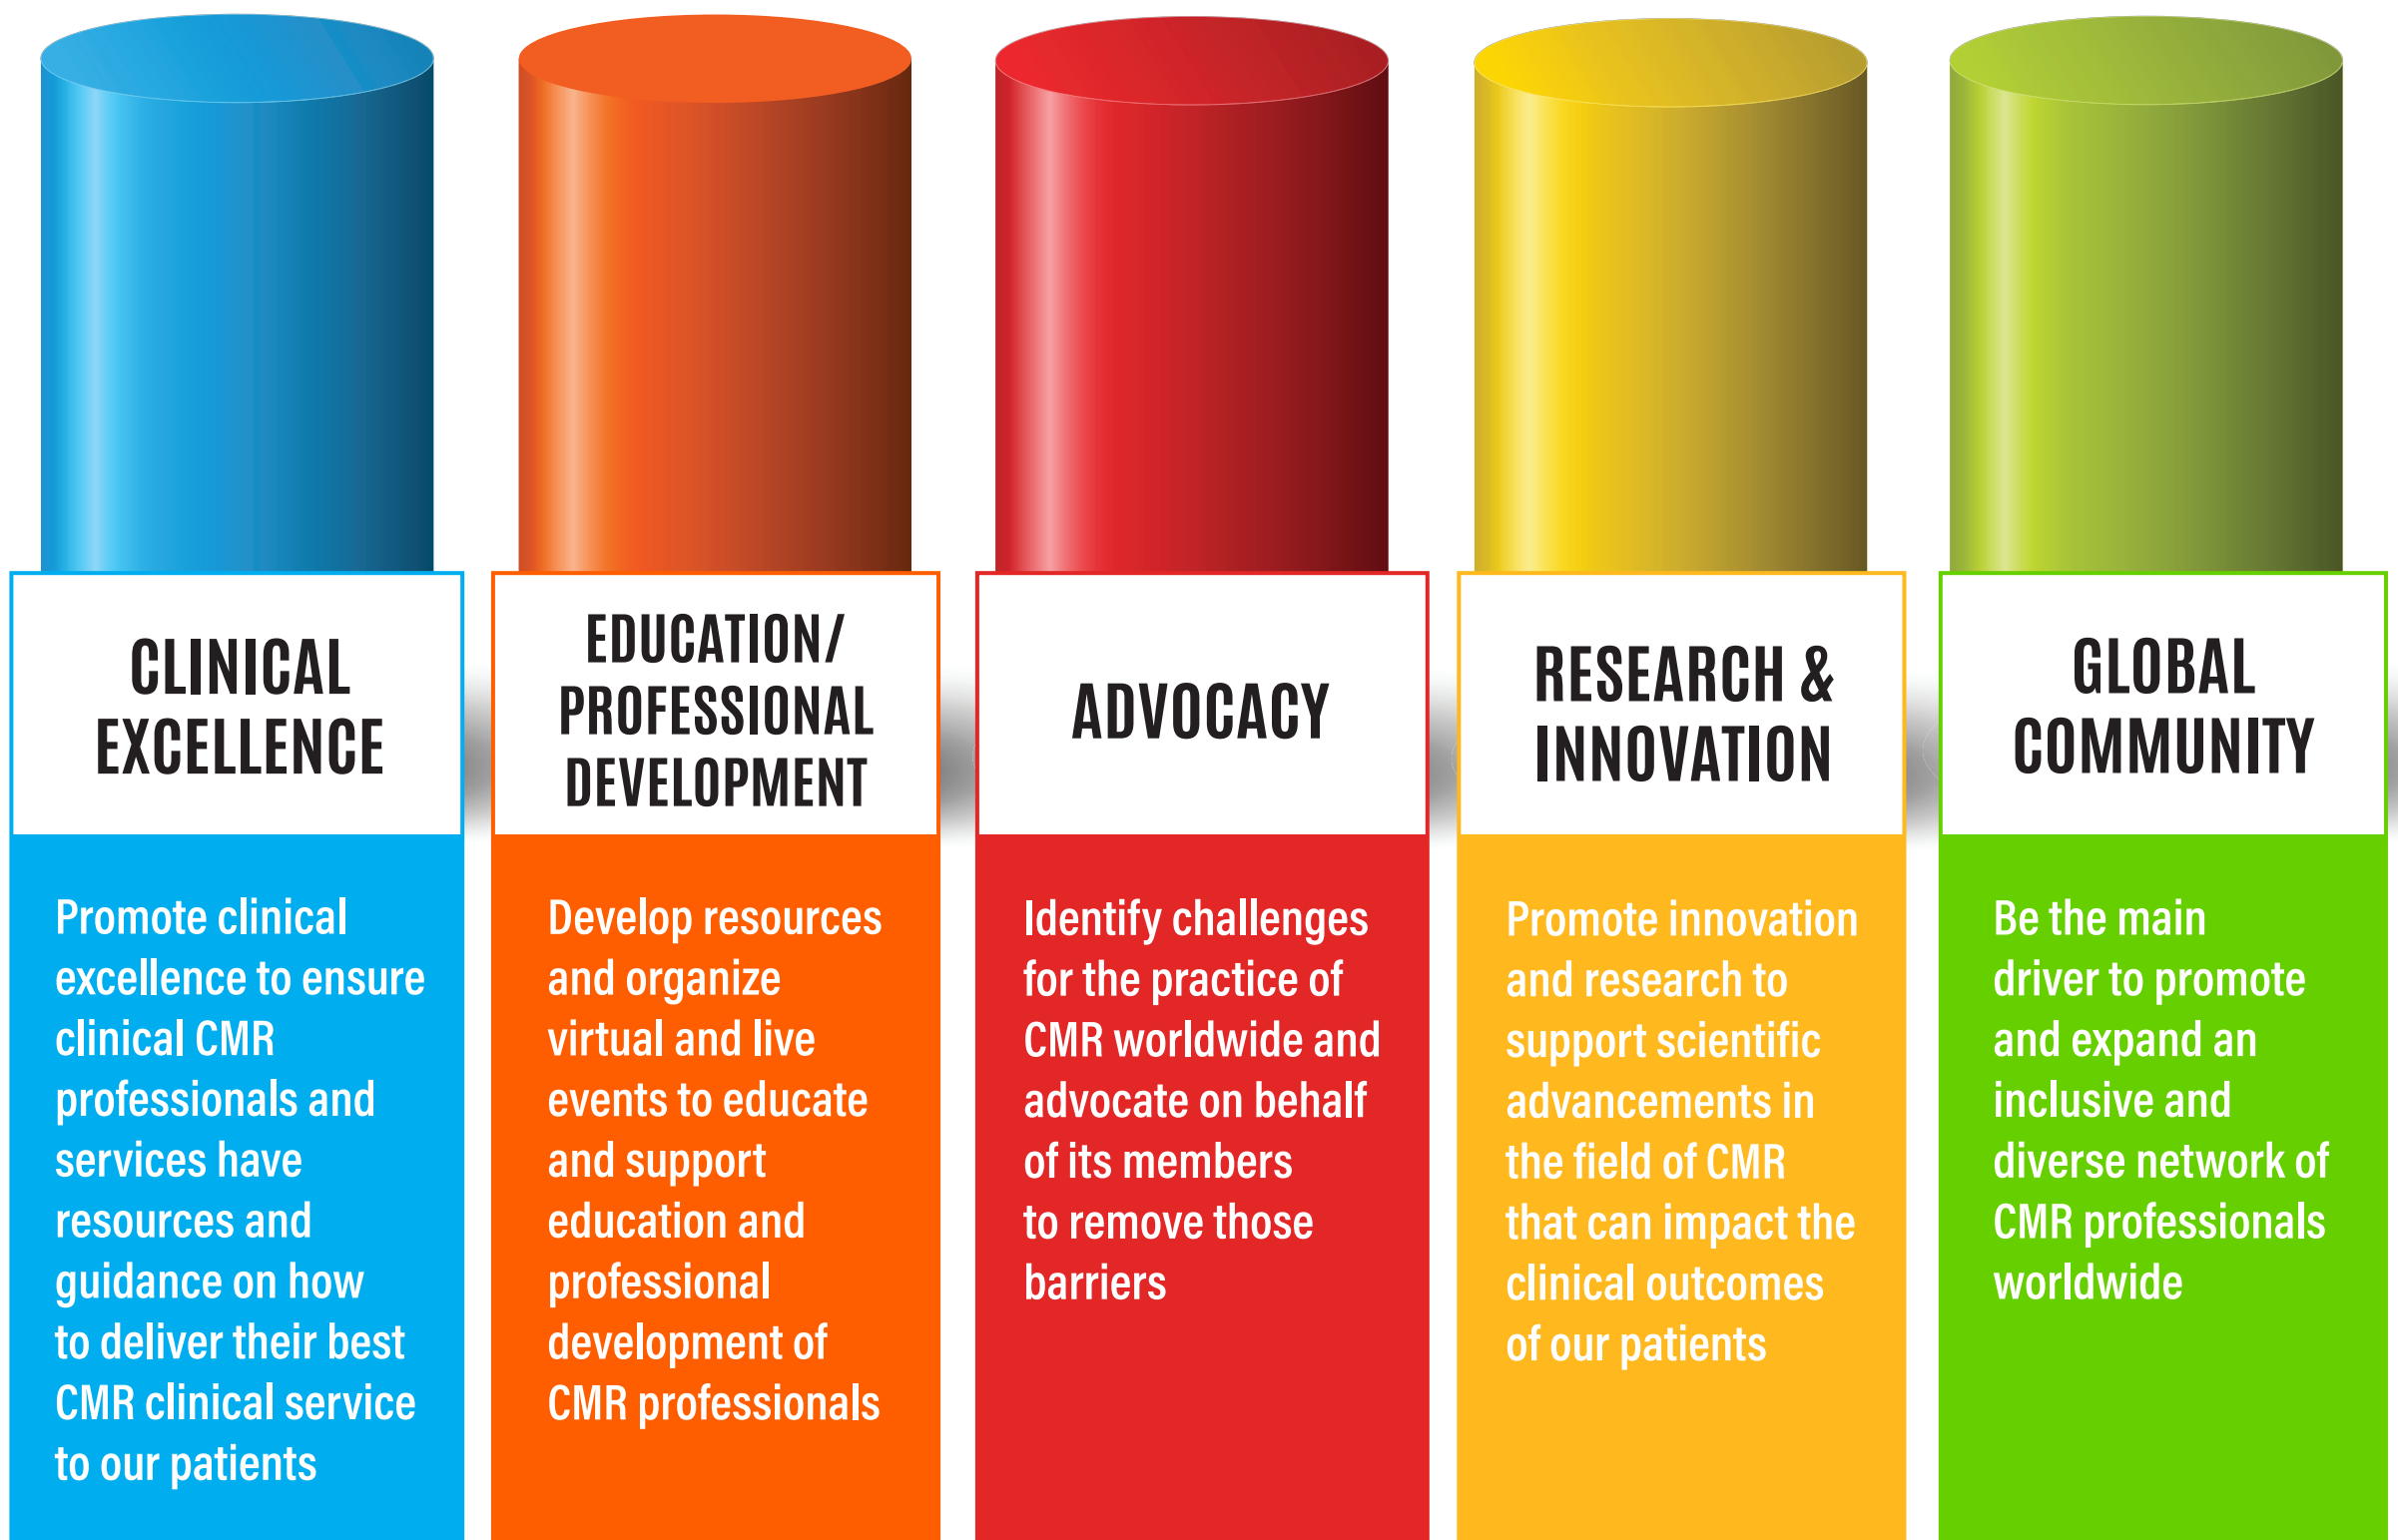 CLINICAL
EXCELLENCE
Promote clinical
excellence to ensure
clinical CMR
professionals and
services have
resources and
guidance on how
to deliver their best
CMR clinical service
to our patients
EDUCATION/
PROFESSIONAL
DEVELOPMENT
Develop resources
and organize
virtual and live
events to educate
and support
education and
professional
development of
CMR professionals
ADVOCACY
Identify challenges
for the practice of
CMR worldwide and
advocate on behalf
of its members
to remove those
barriers
RESEARCH &
INNOVATION
Promote innovation
and research to
support scientific
advancements in
the field of CMR
that can impact the
clinical outcomes
of our patients
GLOBAL
COMMUNITY
Be the main
driver to promote
and expand an
inclusive and
diverse network of
CMR professionals
worldwide